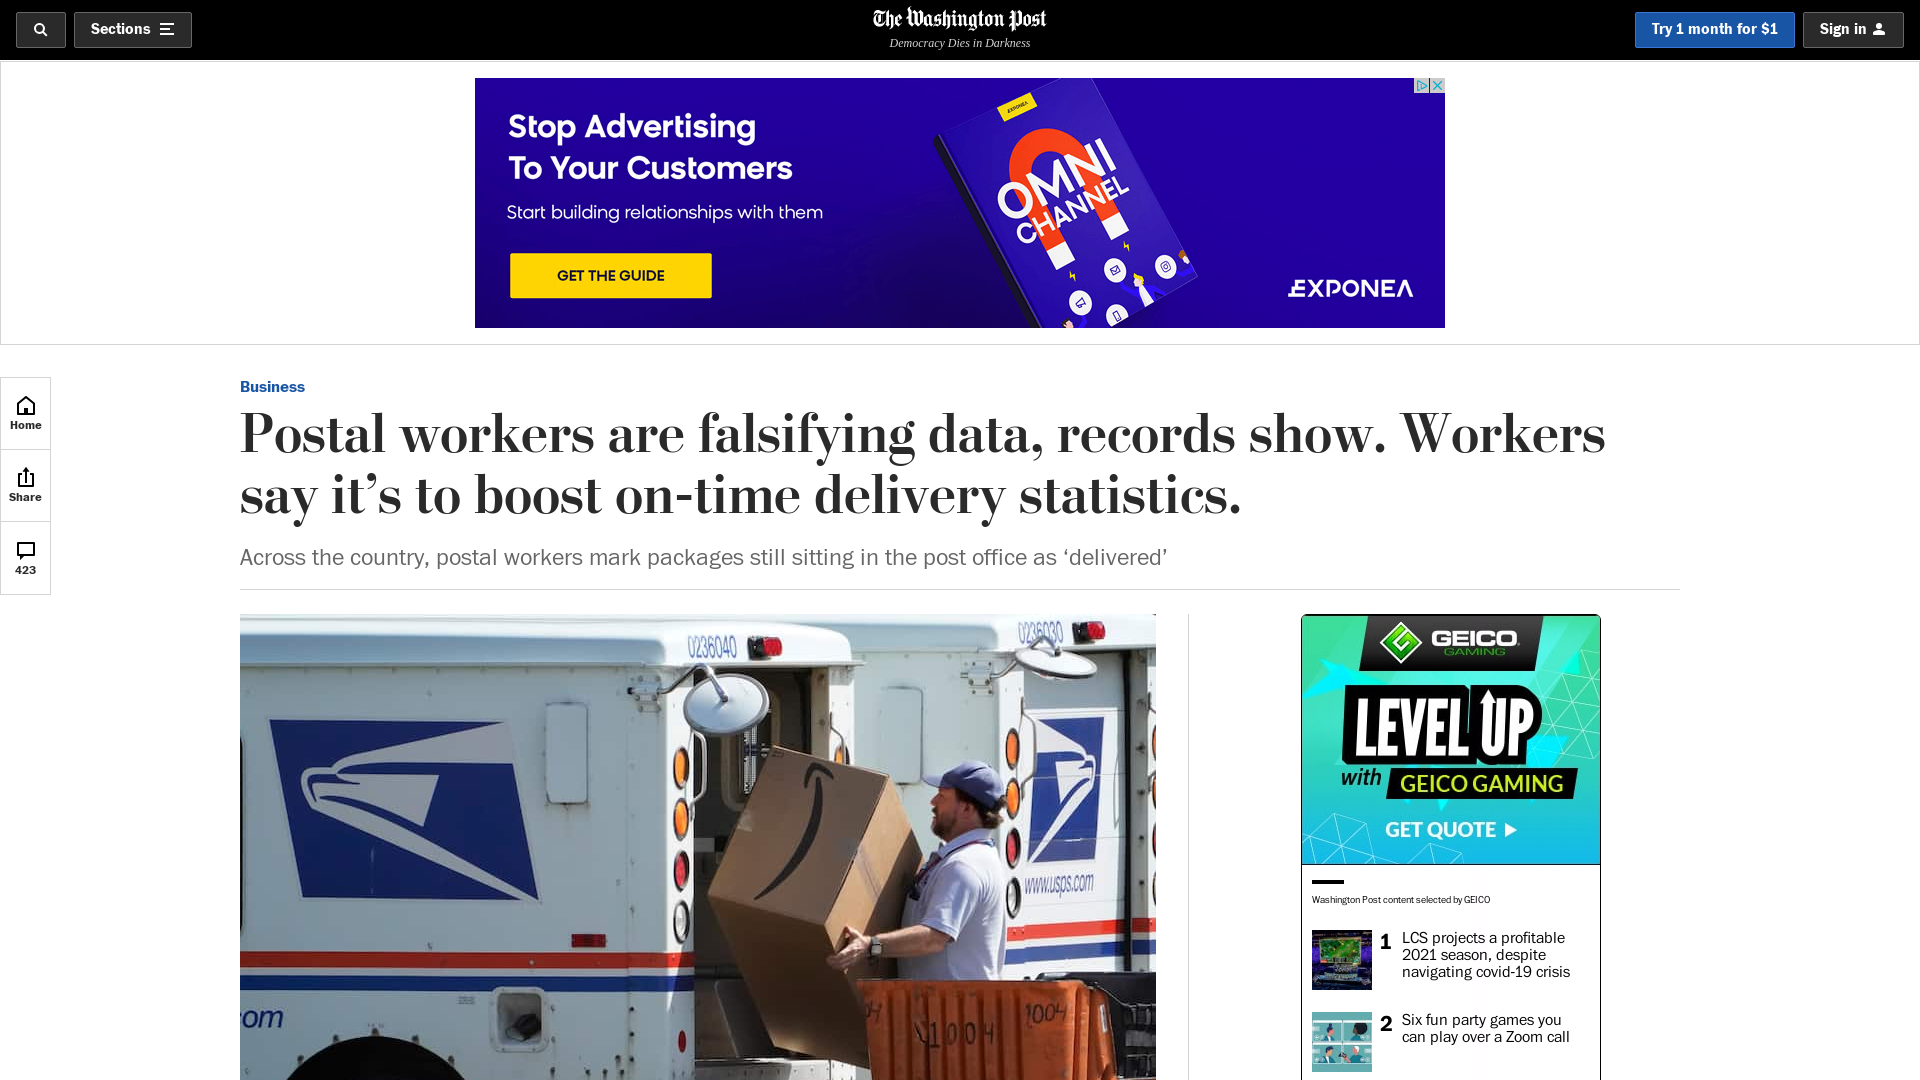 Sections
The Washington Post
Democracy Dies in Darkness
Try 1 month for $1
Sign in
Stop Advertising
To Your Customers
Start building relationships with them
GET THE GUIDE
EXPONEA
OMNI
CHANNEL
EXPONEA
Home
Share
423
Business
Postal workers are falsifying data, records show. Workers
say it’s to boost on-time delivery statistics.
Across the country, postal workers mark packages still sitting in the post office as ‘delivered’
0236040
0236030
www.usps.com
.com
1004
1004
GEICO
GAMING
LEVEL UP
with GEICO GAMING
GET QUOTE
Washington Post content selected by GEICO
1 LCS projects a profitable
2021 season, despite
navigating covid-19 crisis
2 Six fun party games you
can play over a Zoom call